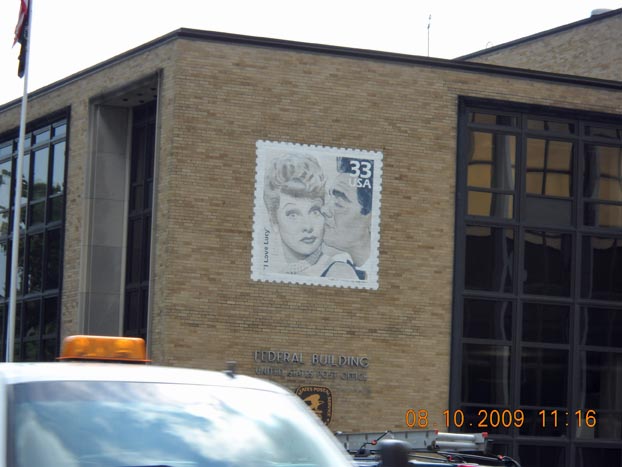 33
USA
"I Love Lucy"
FEDERAL BUILDING
UNITED STATES POST OFFICE
08.10.2009 11:16